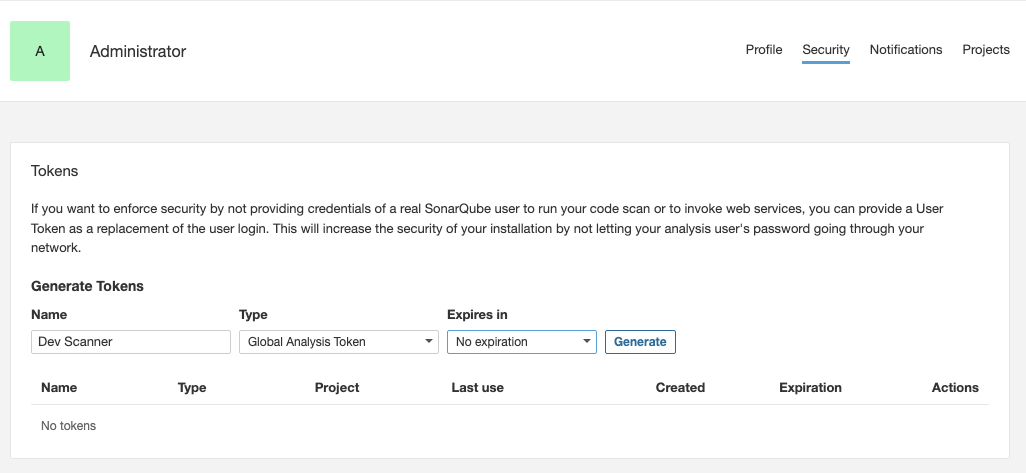 A
Administrator
Profile Security Notifications Projects
Tokens
If you want to enforce security by not providing credentials of a real SonarQube user to run your code scan or to invoke web services, you can provide a User
Token as a replacement of the user login. This will increase the security of your installation by not letting your analysis user's password going through your
network.
Generate Tokens
Name Type Expires in
Dev Scanner Global Analysis Token No expiration Generate
Name Type Project Last use Created Expiration Actions
No tokens